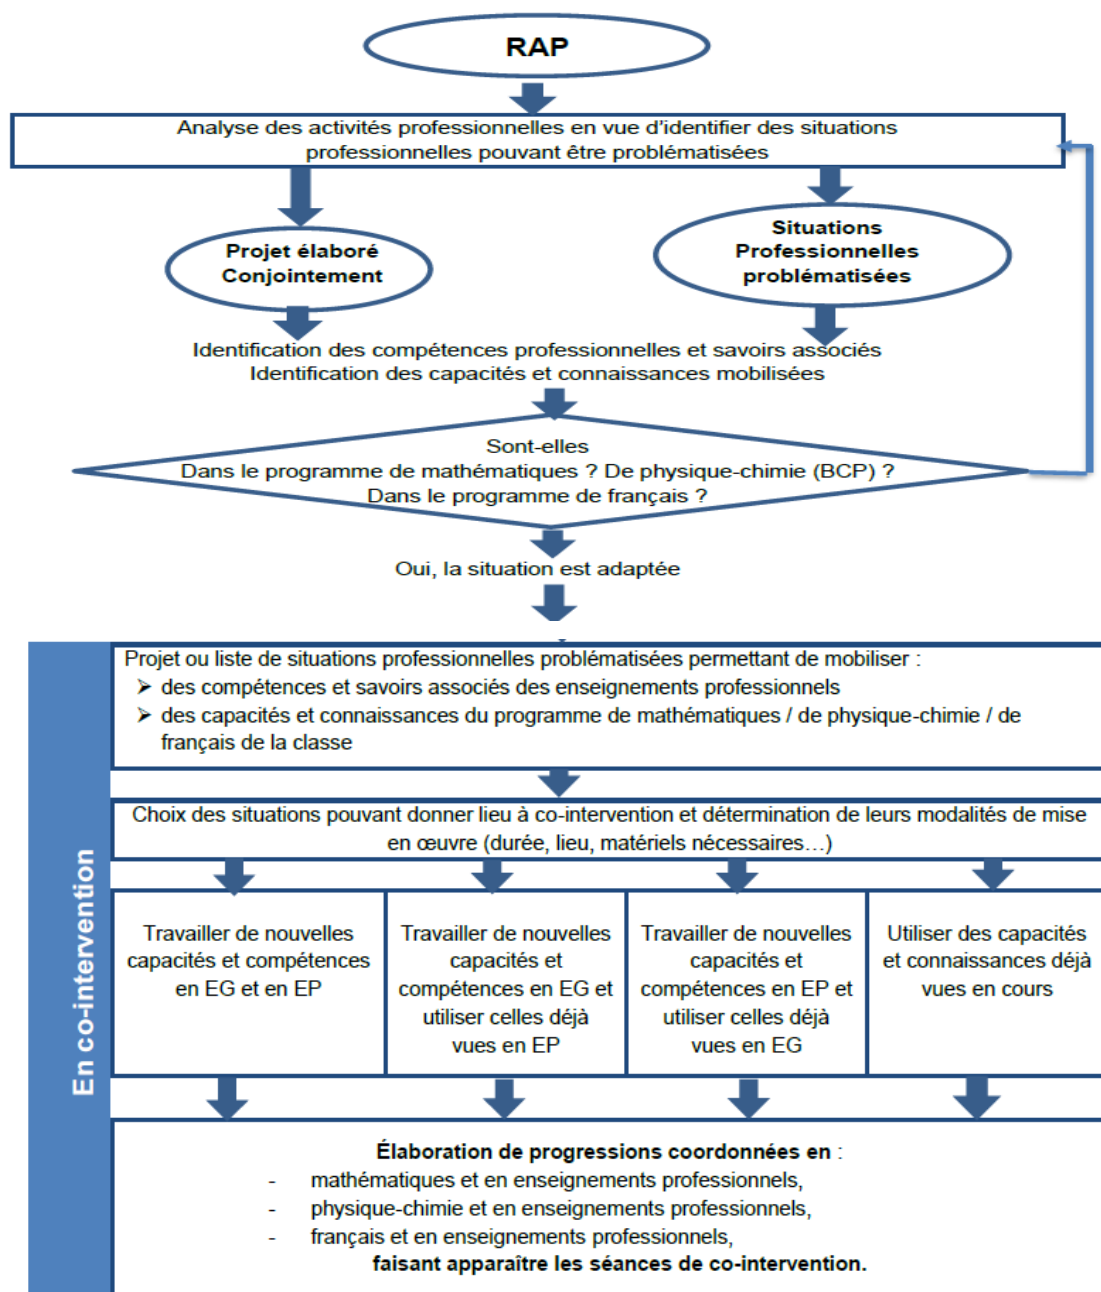 RAP
Analyse des activités professionnelles en vue d'identifier des situations
professionnelles pouvant être problématisées
Projet élaboré
Conjointement
Situations
Professionnelles
problématisées
Identification des compétences professionnelles et savoirs associés
Identification des capacités et connaissances mobilisées
Sont-elles
Dans le programme de mathématiques ? De physique-chimie (BCP) ?
Dans le programme de français ?
Oui, la situation est adaptée
En co-intervention
Projet ou liste de situations professionnelles problématisées permettant de mobiliser :
➢ des compétences et savoirs associés des enseignements professionnels
➢ des capacités et connaissances du programme de mathématiques / de physique-chimie / de
français de la classe
Choix des situations pouvant donner lieu à co-intervention et détermination de leurs modalités de mise
en œuvre (durée, lieu, matériels nécessaires…)
Travailler de nouvelles
capacités et compétences
en EG et en EP
Travailler de nouvelles
capacités et
compétences en EG et
utiliser celles déjà
vues en EP
Travailler de nouvelles
capacités et
compétences en EP et
utiliser celles déjà
vues en EG
Utiliser des capacités
et connaissances déjà
vues en cours
Élaboration de progressions coordonnées en :
- mathématiques et en enseignements professionnels,
- physique-chimie et en enseignements professionnels,
- français et en enseignements professionnels,
faisant apparaître les séances de co-intervention.